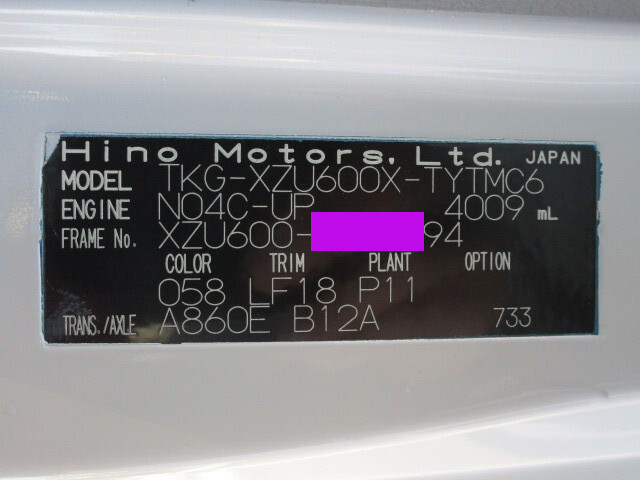 Hino Motors, Ltd. JAPAN
MODEL TKG-XZU600X-TYTMC6
ENGINE N04C-UP 4009 mL
FRAME No. XZU600- 94
COLOR TRIM PLANT OPTION
058 LF18 P11
TRANS./AXLE A860E B12A 733